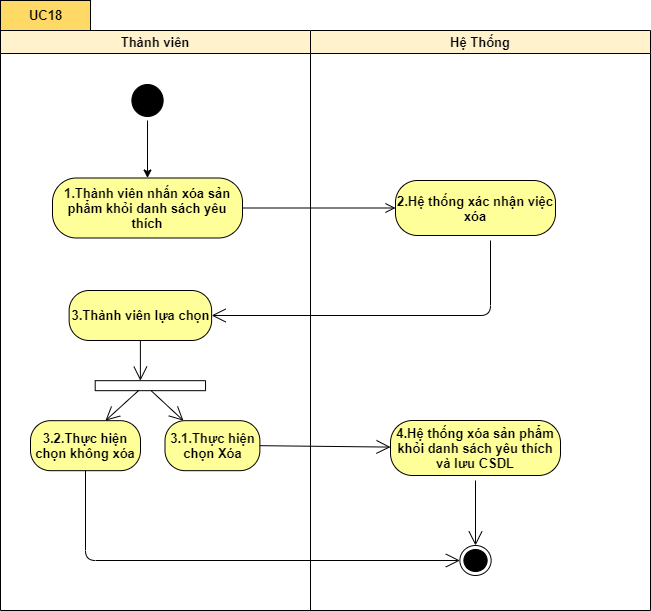 UC18
Thành viên
Hệ Thống
1.Thành viên nhấn xóa sản
phẩm khỏi danh sách yêu
thích
2.Hệ thống xác nhận việc
xóa
3.Thành viên lựa chọn
3.2.Thực hiện
chọn không xóa
3.1.Thực hiện
chọn Xóa
4.Hệ thống xóa sản phẩm
khỏi danh sách yêu thích
và lưu CSDL